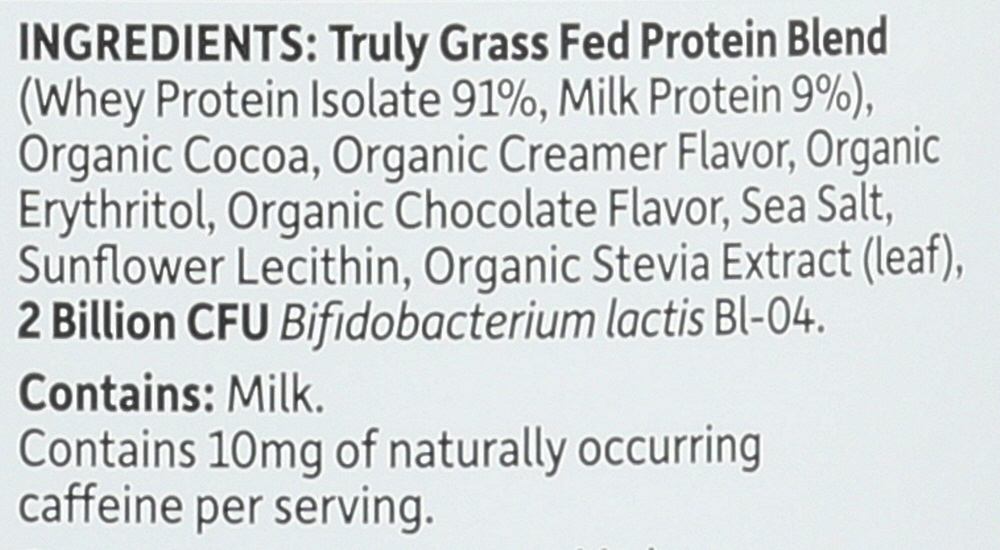 INGREDIENTS: Truly Grass Fed Protein Blend
(Whey Protein Isolate 91%, Milk Protein 9%),
Organic Cocoa, Organic Creamer Flavor, Organic
Erythritol, Organic Chocolate Flavor, Sea Salt,
Sunflower Lecithin, Organic Stevia Extract (leaf),
2 Billion CFU Bifidobacterium lactis Bl-04.
Contains: Milk.
Contains 10mg of naturally occurring
caffeine per serving.